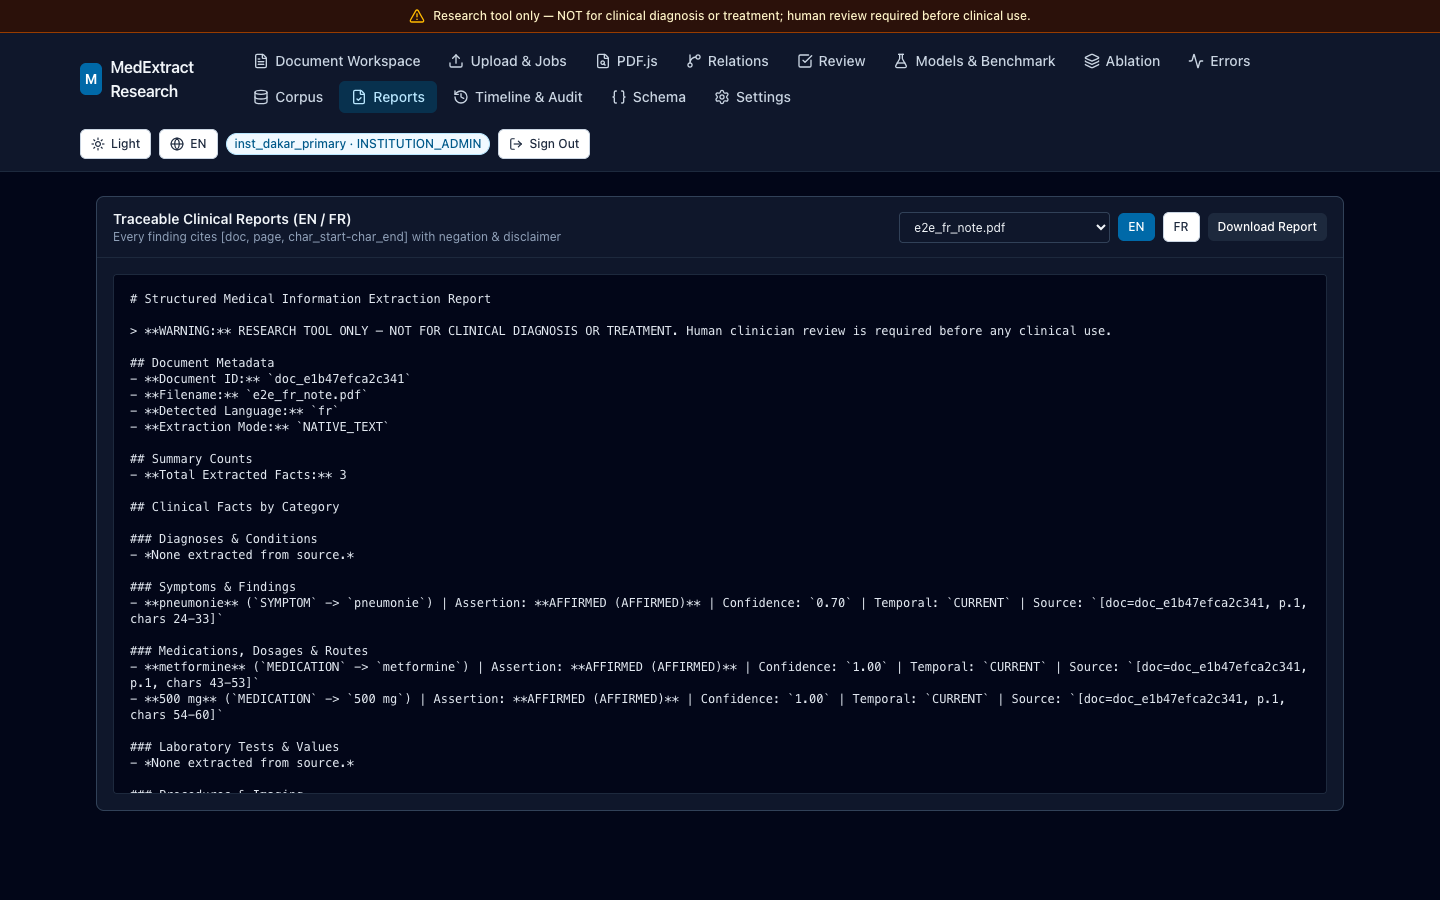 Research tool only — NOT for clinical diagnosis or treatment; human review required before clinical use.
M
MedExtract
Research
Document Workspace
Upload & Jobs
PDF.js
Relations
Review
Models & Benchmark
Ablation
Errors
Corpus
Reports
Timeline & Audit
Schema
Settings
Light
EN
inst_dakar_primary · INSTITUTION_ADMIN
Sign Out
Traceable Clinical Reports (EN / FR)
Every finding cites [doc, page, char_start-char_end] with negation & disclaimer
e2e_fr_note.pdf
EN
FR
Download Report
# Structured Medical Information Extraction Report
> **WARNING:** RESEARCH TOOL ONLY — NOT FOR CLINICAL DIAGNOSIS OR TREATMENT. Human clinician review is required before any clinical use.
## Document Metadata
- **Document ID:** `doc_e1b47efca2c341`
- **Filename:** `e2e_fr_note.pdf`
- **Detected Language:** `fr`
- **Extraction Mode:** `NATIVE_TEXT`
## Summary Counts
- **Total Extracted Facts:** 3
## Clinical Facts by Category
### Diagnoses & Conditions
- *None extracted from source.*
### Symptoms & Findings
- **pneumonie** (`SYMPTOM` -> `pneumonie`) | Assertion: **AFFIRMED (AFFIRMED)** | Confidence: `0.70` | Temporal: `CURRENT` | Source: `[doc=doc_e1b47efca2c341, p.1,
chars 24-33]`
### Medications, Dosages & Routes
- **metformine** (`MEDICATION` -> `metformine`) | Assertion: **AFFIRMED (AFFIRMED)** | Confidence: `1.00` | Temporal: `CURRENT` | Source: `[doc=doc_e1b47efca2c341,
p.1, chars 43-53]`
- **500 mg** (`MEDICATION` -> `500 mg`) | Assertion: **AFFIRMED (AFFIRMED)** | Confidence: `1.00` | Temporal: `CURRENT` | Source: `[doc=doc_e1b47efca2c341, p.1,
chars 54-60]`
### Laboratory Tests & Values
- *None extracted from source.*
### Procedures & Imaging